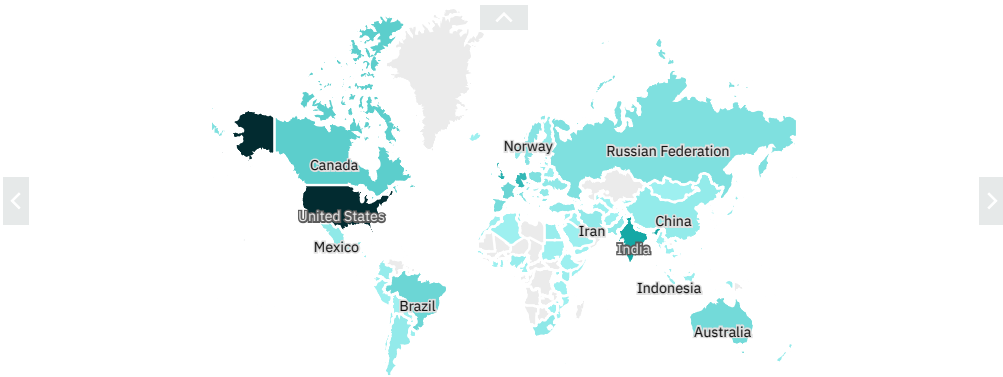 Norway
Russian Federation
Canada
United States
China
Iran
Mexico
India
Indonesia
Brazil
Australia